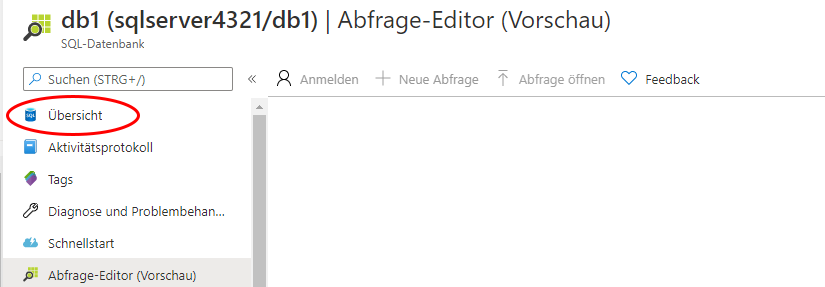 db1 (sqlserver4321/db1) | Abfrage-Editor (Vorschau)
SQL-Datenbank
Suchen (STRG+/)
«
Anmelden
Neue Abfrage
Abfrage öffnen
Feedback
SQL
Übersicht
Aktivitätsprotokoll
Tags
Diagnose und Problembehan...
Schnellstart
Abfrage-Editor (Vorschau)